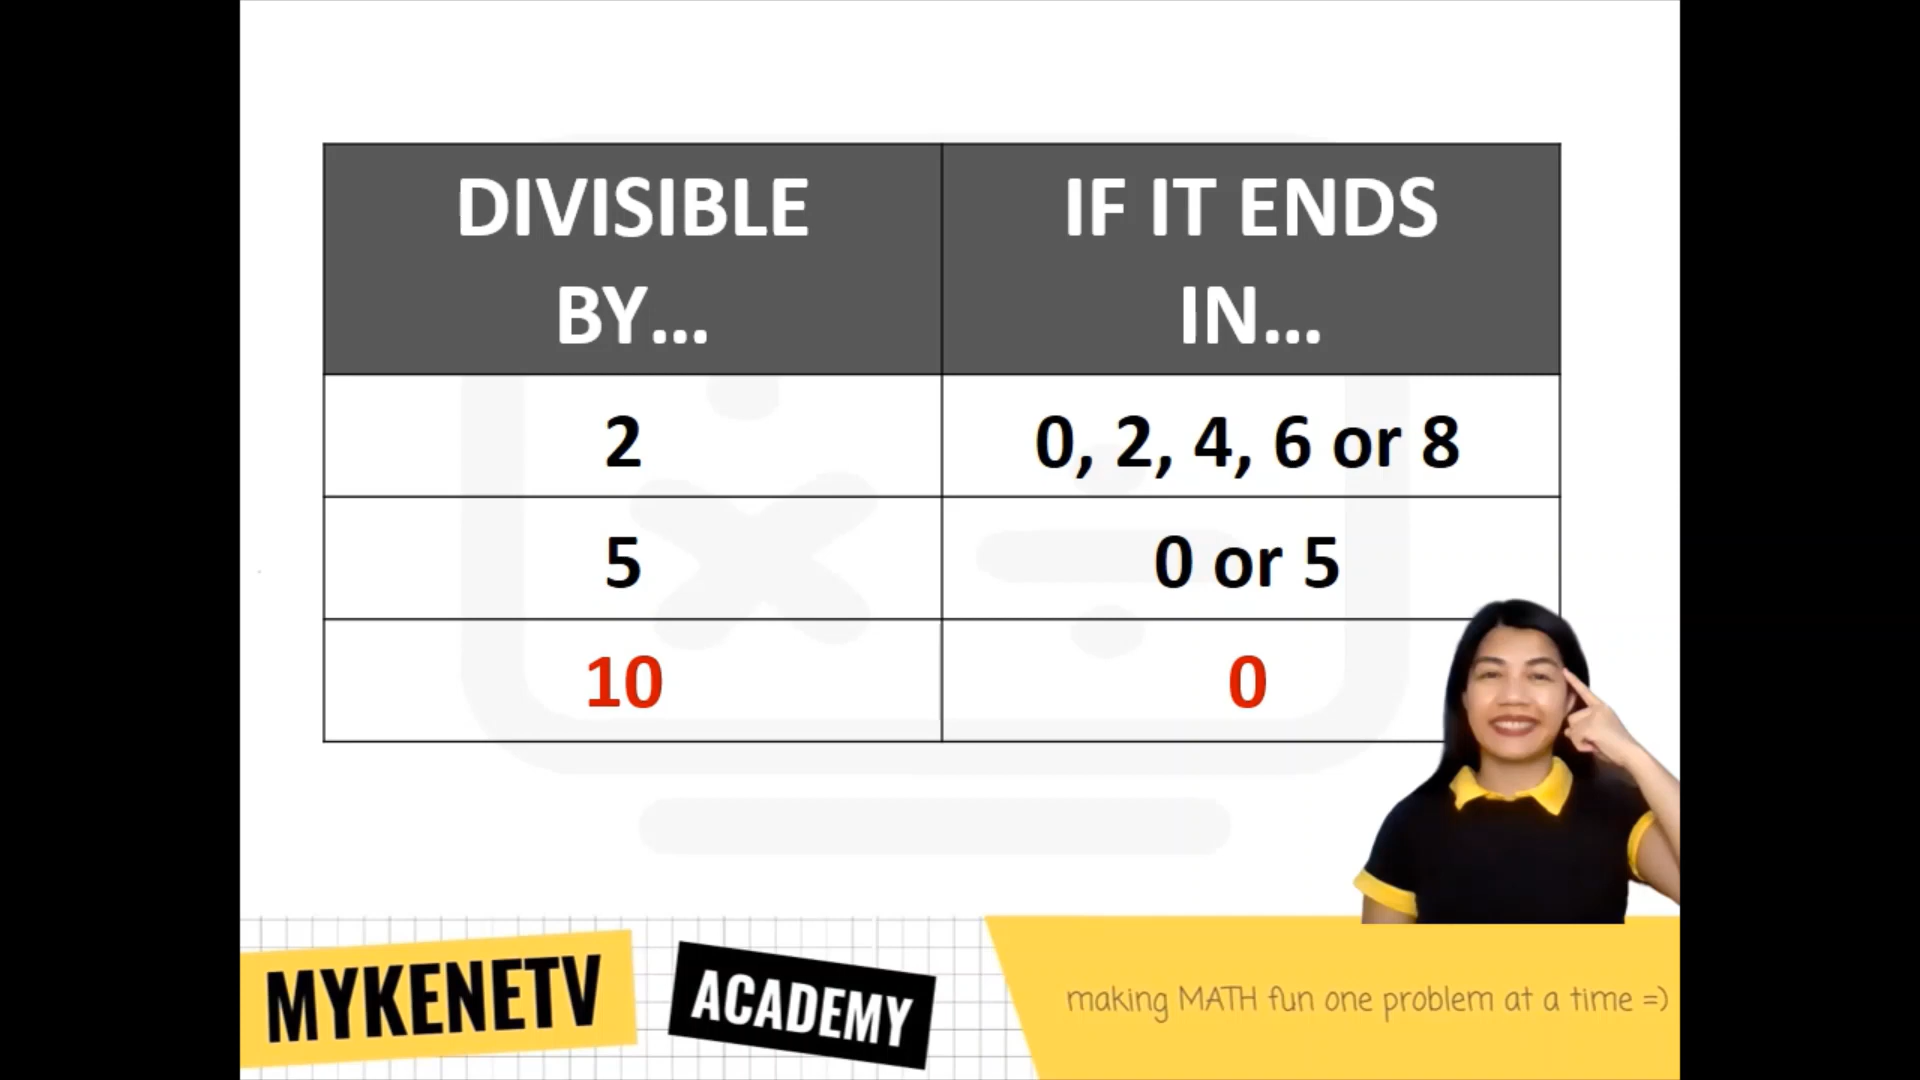 DIVISIBLE
BY...
IF IT ENDS
IN...
2
0, 2, 4, 6 or 8
5
0 or 5
10
0
MYKENETV
ACADEMY
making MATH fun one problem at a time =)